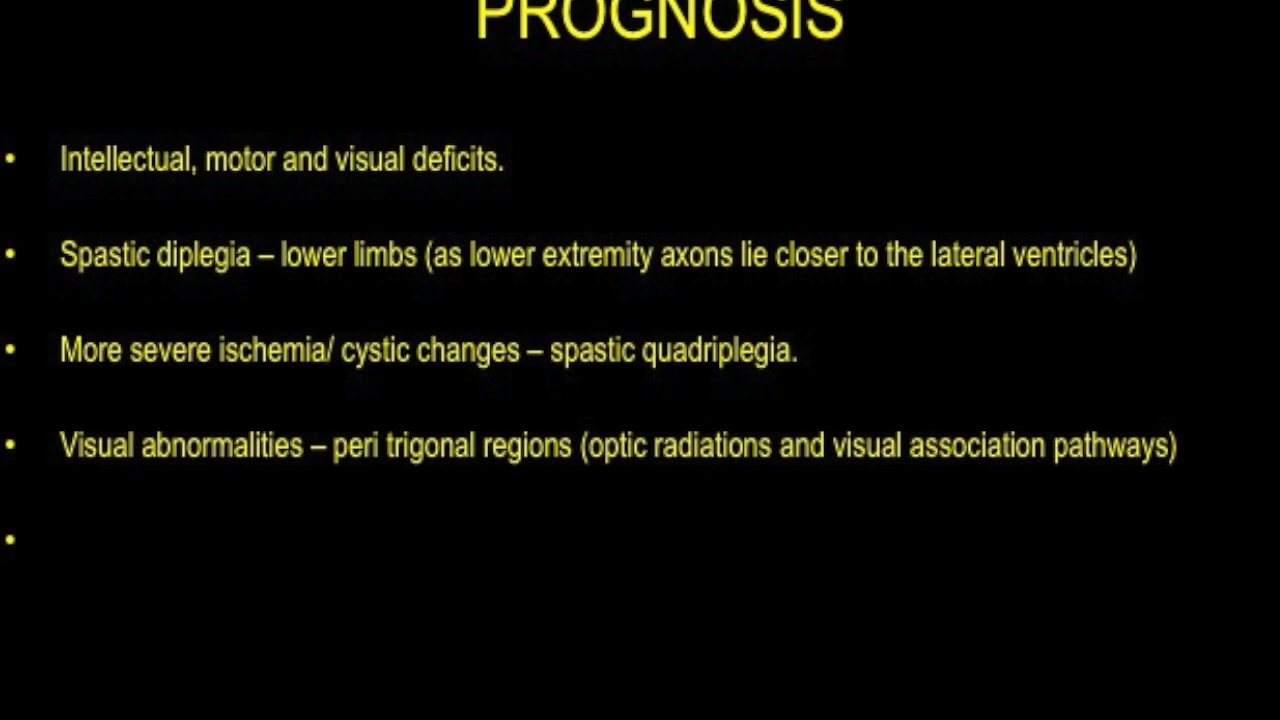 PROGNOSIS
• Intellectual, motor and visual deficits.
• Spastic diplegia – lower limbs (as lower extremity axons lie closer to the lateral ventricles)
• More severe ischemia/ cystic changes – spastic quadriplegia.
• Visual abnormalities – peri trigonal regions (optic radiations and visual association pathways)
•